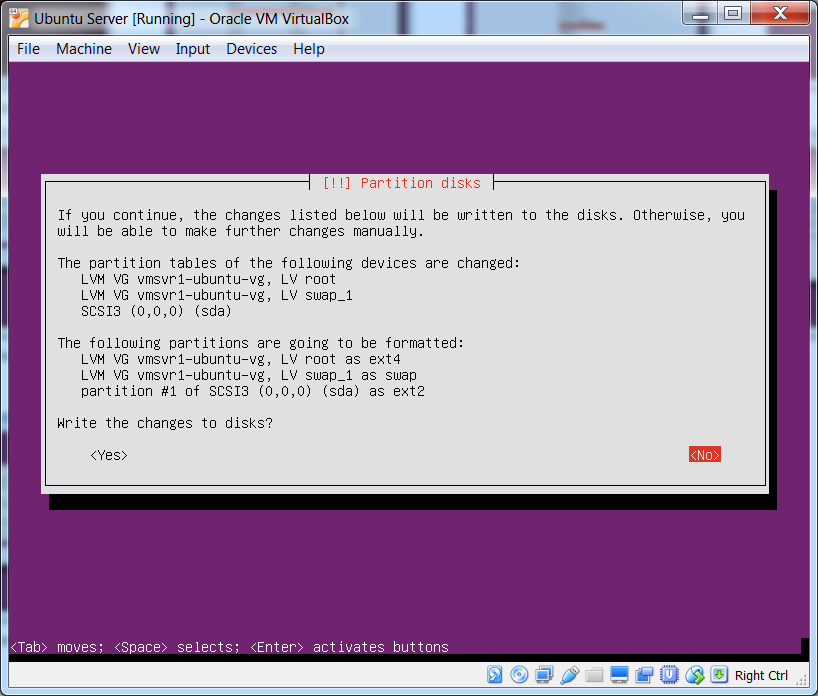 Ubuntu Server [Running] - Oracle VM VirtualBox
File Machine View Input Devices Help
[!!] Partition disks
If you continue, the changes listed below will be written to the disks. Otherwise, you
will be able to make further changes manually.
The partition tables of the following devices are changed:
LVM VG vmsvr1-ubuntu-vg, LV root
LVM VG vmsvr1-ubuntu-vg, LV swap_1
SCSI3 (0,0,0) (sda)
The following partitions are going to be formatted:
LVM VG vmsvr1-ubuntu-vg, LV root as ext4
LVM VG vmsvr1-ubuntu-vg, LV swap_1 as swap
partition #1 of SCSI3 (0,0,0) (sda) as ext2
Write the changes to disks?
<Yes> <No>
<Tab> moves; <Space> selects; <Enter> activates buttons
Right Ctrl